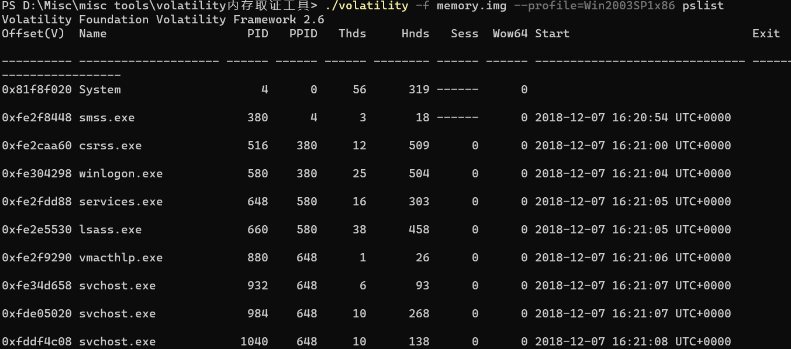 PS D:\Misc\misc tools\volatility内存取证工具> ./volatility -f memory.img --profile=Win2003SP1x86 pslist
Volatility Foundation Volatility Framework 2.6
Offset(V)  Name                    PID   PPID   Thds     Hnds   Sess  Wow64 Start                          Exit
---------- -------------------- ------ ------ ------ -------- ------ ------ ------------------------------ ------
-----------------
0x81f8f020 System                    4      0     56      319 ------      0
0xfe2f8448 smss.exe                380      4      3       18 ------      0 2018-12-07 16:20:54 UTC+0000
0xfe2caa60 csrss.exe               516    380     12      509      0      0 2018-12-07 16:21:00 UTC+0000
0xfe304298 winlogon.exe            580    380     25      504      0      0 2018-12-07 16:21:04 UTC+0000
0xfe2fdd88 services.exe            648    580     16      303      0      0 2018-12-07 16:21:05 UTC+0000
0xfe2e5530 lsass.exe               660    580     38      458      0      0 2018-12-07 16:21:05 UTC+0000
0xfe2f9290 vmacthlp.exe            880    648      1       26      0      0 2018-12-07 16:21:06 UTC+0000
0xfe34d658 svchost.exe             932    648      6       93      0      0 2018-12-07 16:21:07 UTC+0000
0xfde05020 svchost.exe             984    648     10      268      0      0 2018-12-07 16:21:07 UTC+0000
0xfddf4c08 svchost.exe            1040    648     10      138      0      0 2018-12-07 16:21:08 UTC+0000